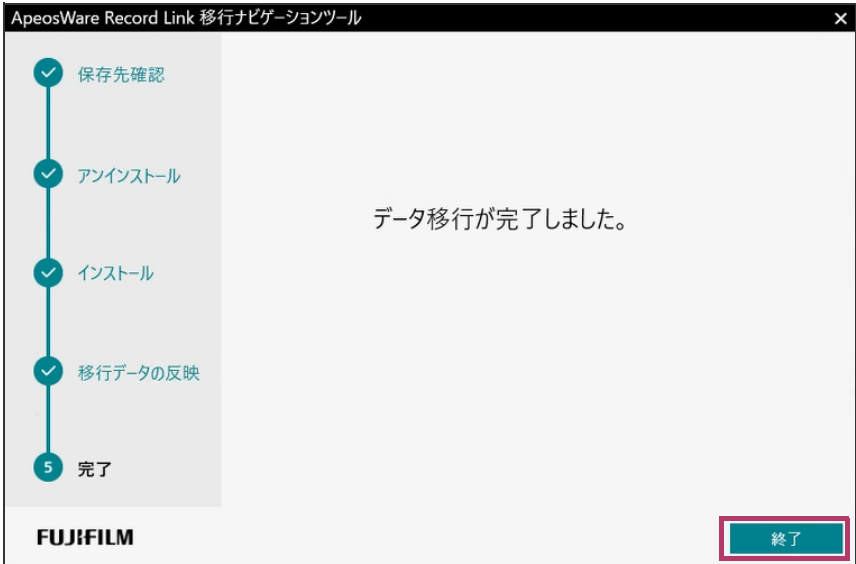 ApeosWare Record Link 移行ナビゲーションツール
保存先確認
アンインストール
データ移行が完了しました。
インストール
移行データの反映
5 完了
FUJIFILM
終了